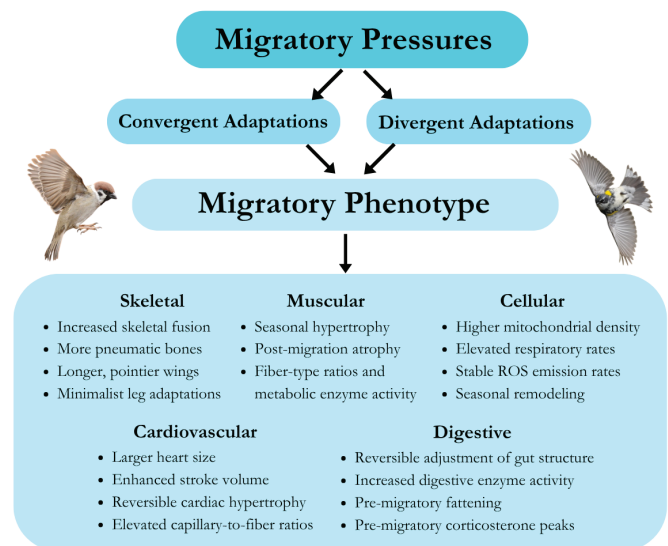 Migratory Pressures
Convergent Adaptations
Divergent Adaptations
Migratory Phenotype
Skeletal
• Increased skeletal fusion
• More pneumatic bones
• Longer, pointier wings
• Minimalist leg adaptations
Muscular
• Seasonal hypertrophy
• Post-migration atrophy
• Fiber-type ratios and
metabolic enzyme activity
Cellular
• Higher mitochondrial density
• Elevated respiratory rates
• Stable ROS emission rates
• Seasonal remodeling
Cardiovascular
• Larger heart size
• Enhanced stroke volume
• Reversible cardiac hypertrophy
• Elevated capillary-to-fiber ratios
Digestive
• Reversible adjustment of gut structure
• Increased digestive enzyme activity
• Pre-migratory fattening
• Pre-migratory corticosterone peaks